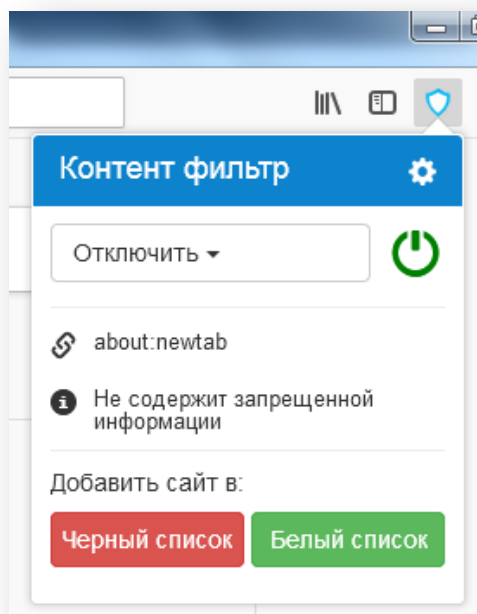 Контент фильтр
Отключить
about:newtab
Не содержит запрещенной
информации
Добавить сайт в:
Черный список
Белый список